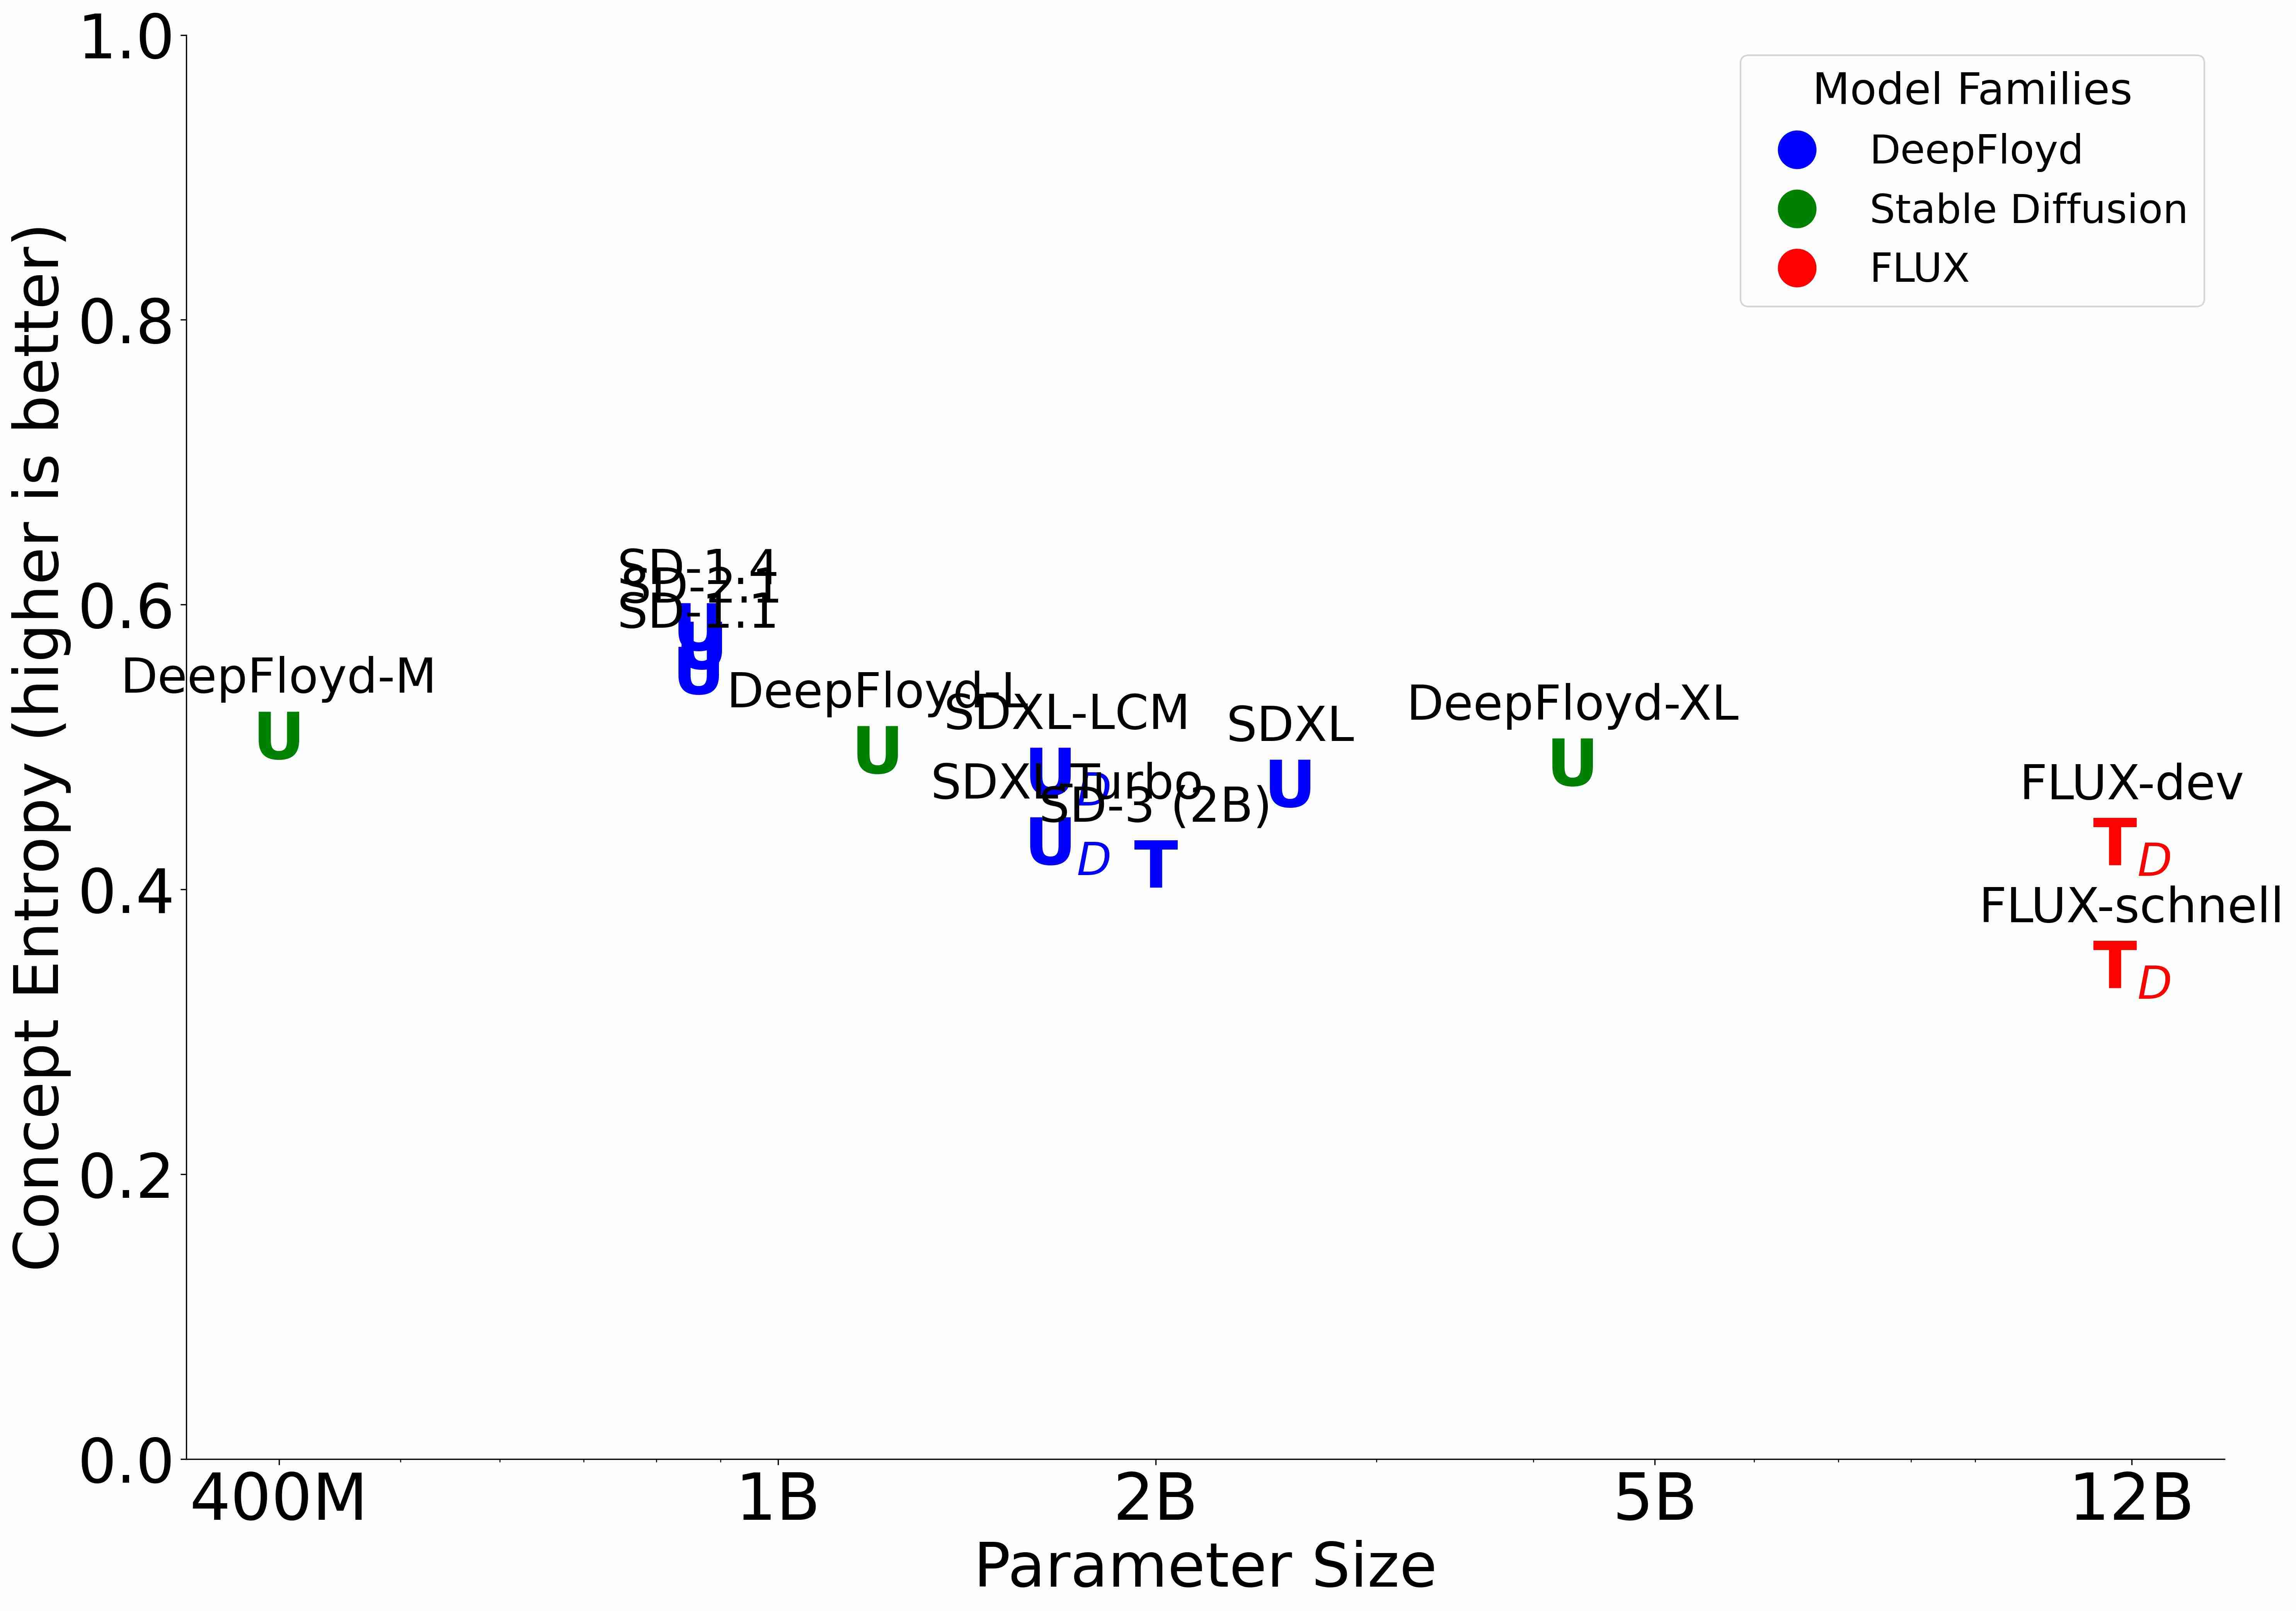 Concept Entropy (higher is better)
1.0
0.8
0.6
0.4
0.2
0.0
Model Families
DeepFloyd
Stable Diffusion
FLUX
SD-1.4
SD-2.1
SD-1.1
U
U
U
DeepFloyd-M
U
DeepFloyd-L
U
SDXL-LCM
U D
SDXL-Turbo
U D
SD-3 (2B)
T
SDXL
U
DeepFloyd-XL
U
FLUX-dev
T D
FLUX-schnell
T D
400M
1B
2B
5B
12B
Parameter Size